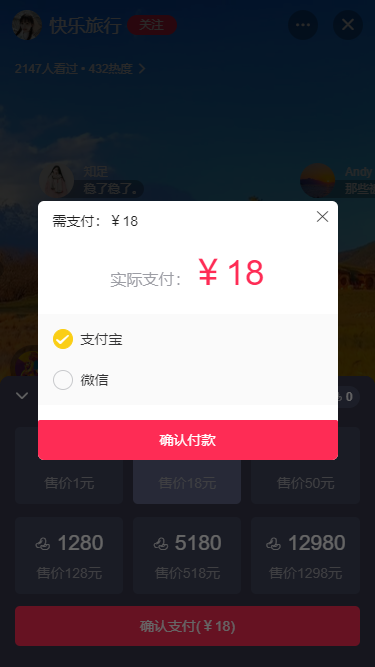 快乐旅行 关注
2147人看过 • 432热度
知足
Andy
稳了稳了。
需支付：￥18
实际支付： ￥18
支付宝
微信
确认付款
0
售价1元 售价18元 售价50元
1280 5180 12980
售价128元 售价518元 售价1298元
确认支付(￥18)